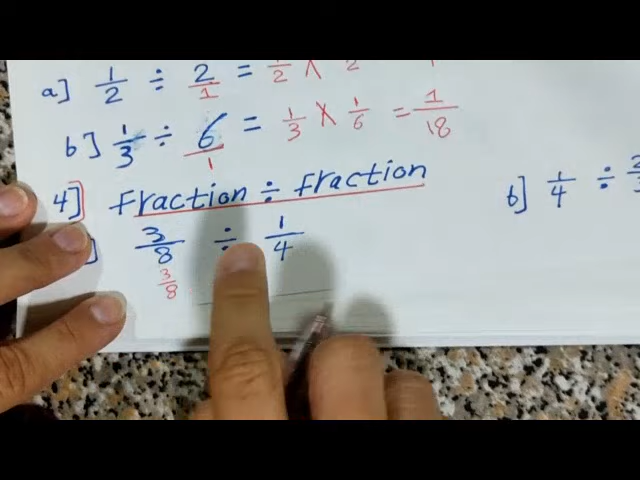 a] 1/2 ÷ 2/1 = 1/2 ×
b] 1/3 ÷ 6/1 = 1/3 × 1/6 = 1/18
4] Fraction ÷ Fraction
] 3/8 ÷ 1/4
3/8
b] 1/4 ÷